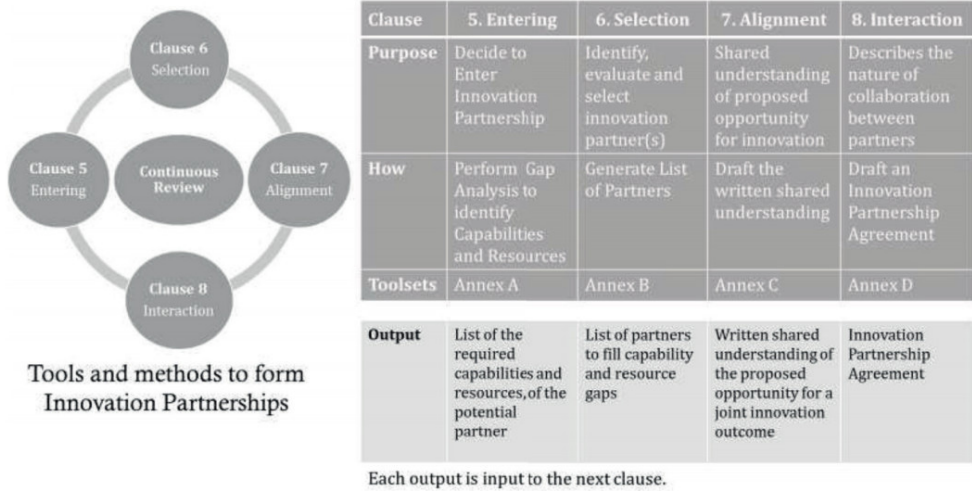 Clause 6
Selection
Clause 5
Entering
Continuous
Review
Clause 7
Alignment
Clause 8
Interaction
Tools and methods to form
Innovation Partnerships
Clause
5. Entering
6. Selection
7. Alignment
8. Interaction
Purpose
Decide to
Enter
Innovation
Partnership
Identify,
evaluate and
select
innovation
partner(s)
Shared
understanding
of proposed
opportunity
for innovation
Describes the
nature of
collaboration
between
partners
How
Perform Gap
Analysis to
identify
Capabilities
and Resources
Generate List
of Partners
Draft the
written shared
understanding
Draft an
Innovation
Partnership
Agreement
Toolsets
Annex A
Annex B
Annex C
Annex D
Output
List of the
required
capabilities and
resources, of the
potential
partner
List of partners
to fill capability
and resource
gaps
Written shared
understanding of
the proposed
opportunity for a
joint innovation
outcome
Innovation
Partnership
Agreement
Each output is input to the next clause.